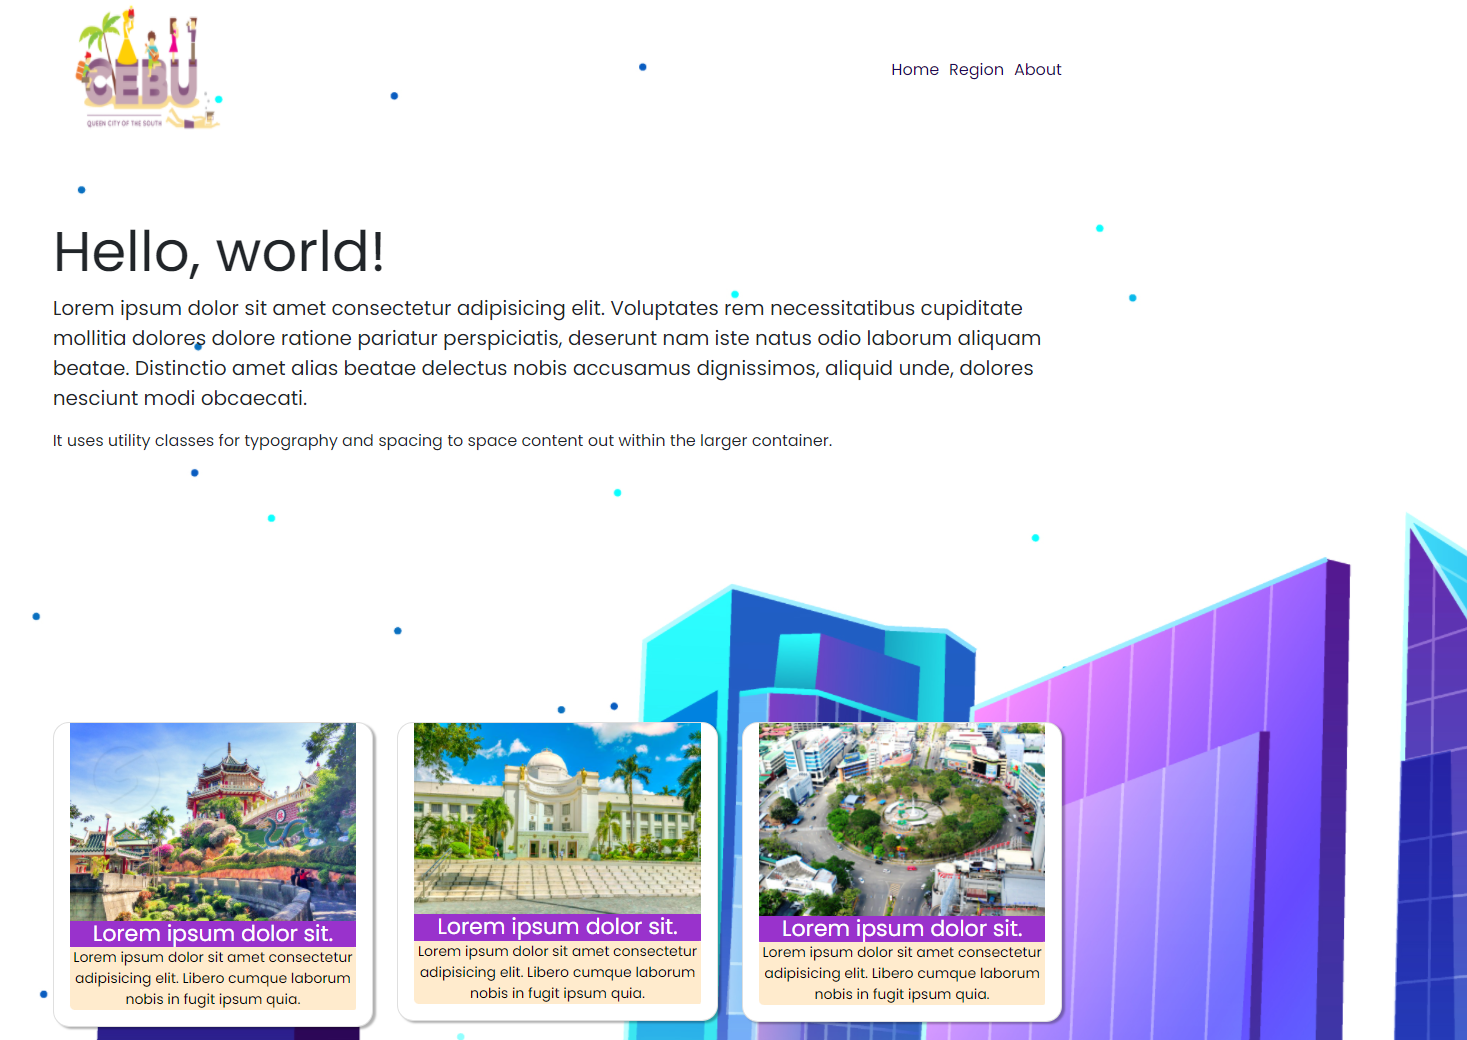 CEBU
QUEEN CITY OF THE SOUTH
Home Region About
Hello, world!
Lorem ipsum dolor sit amet consectetur adipisicing elit. Voluptates rem necessitatibus cupiditate
mollitia dolores dolore ratione pariatur perspiciatis, deserunt nam iste natus odio laborum aliquam
beatae. Distinctio amet alias beatae delectus nobis accusamus dignissimos, aliquid unde, dolores
nesciunt modi obcaecati.
It uses utility classes for typography and spacing to space content out within the larger container.
Lorem ipsum dolor sit.
Lorem ipsum dolor sit amet consectetur
adipisicing elit. Libero cumque laborum
nobis in fugit ipsum quia.
Lorem ipsum dolor sit.
Lorem ipsum dolor sit amet consectetur
adipisicing elit. Libero cumque laborum
nobis in fugit ipsum quia.
Lorem ipsum dolor sit.
Lorem ipsum dolor sit amet consectetur
adipisicing elit. Libero cumque laborum
nobis in fugit ipsum quia.